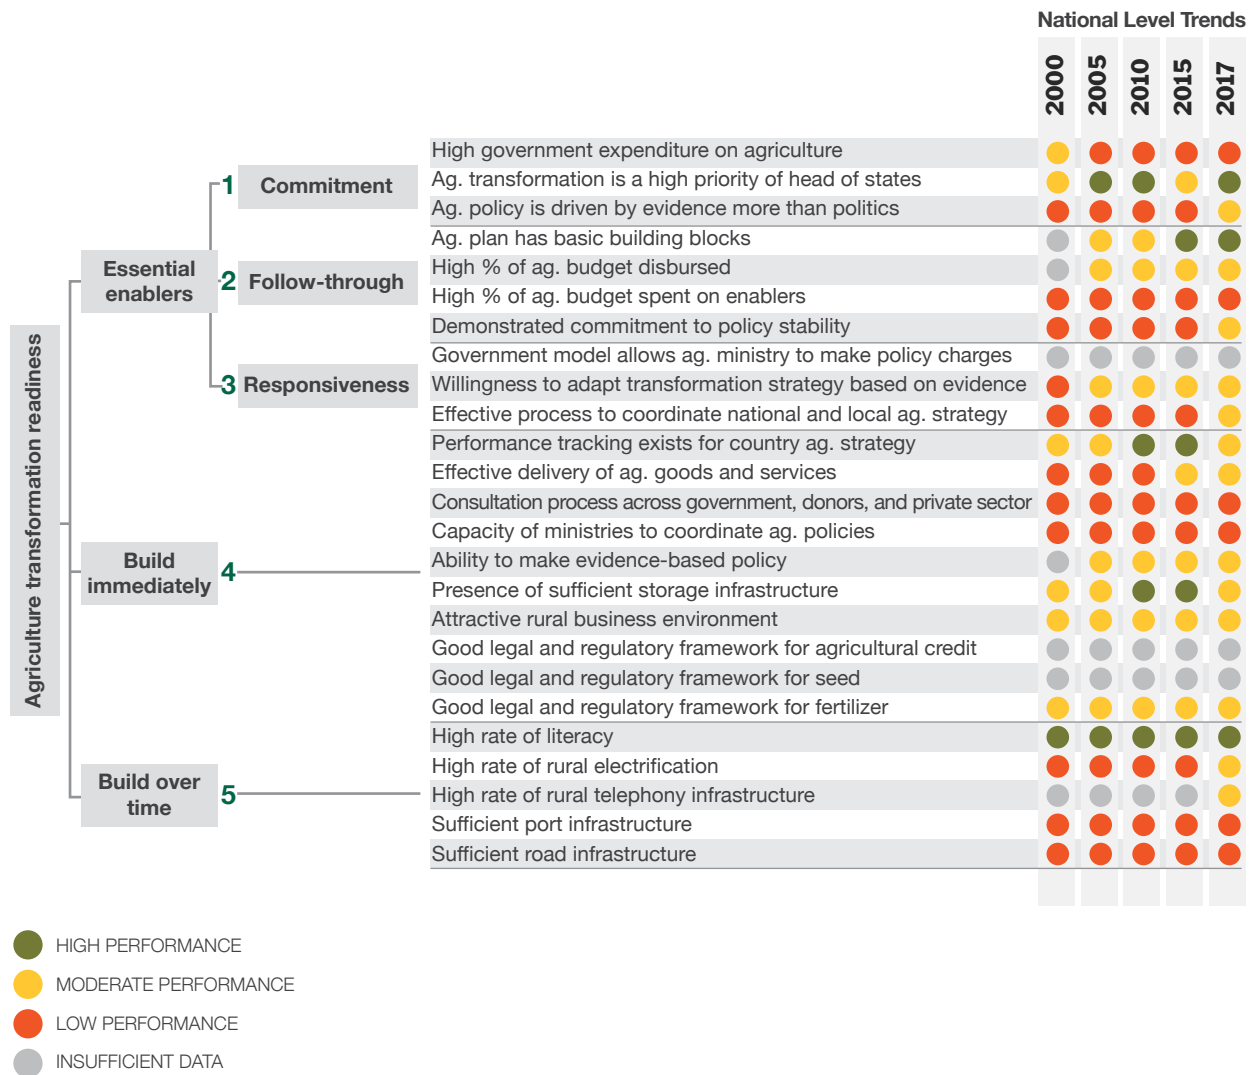 National Level Trends
2000 2005 2010 2015 2017
Agriculture transformation readiness
Essential
enablers
1 Commitment
High government expenditure on agriculture
Ag. transformation is a high priority of head of states
Ag. policy is driven by evidence more than politics
2 Follow-through
Ag. plan has basic building blocks
High % of ag. budget disbursed
High % of ag. budget spent on enablers
Demonstrated commitment to policy stability
3 Responsiveness
Government model allows ag. ministry to make policy charges
Willingness to adapt transformation strategy based on evidence
Effective process to coordinate national and local ag. strategy
Build
immediately
4
Performance tracking exists for country ag. strategy
Effective delivery of ag. goods and services
Consultation process across government, donors, and private sector
Capacity of ministries to coordinate ag. policies
Ability to make evidence-based policy
Presence of sufficient storage infrastructure
Attractive rural business environment
Good legal and regulatory framework for agricultural credit
Good legal and regulatory framework for seed
Good legal and regulatory framework for fertilizer
Build over
time
5
High rate of literacy
High rate of rural electrification
High rate of rural telephony infrastructure
Sufficient port infrastructure
Sufficient road infrastructure
HIGH PERFORMANCE
MODERATE PERFORMANCE
LOW PERFORMANCE
INSUFFICIENT DATA